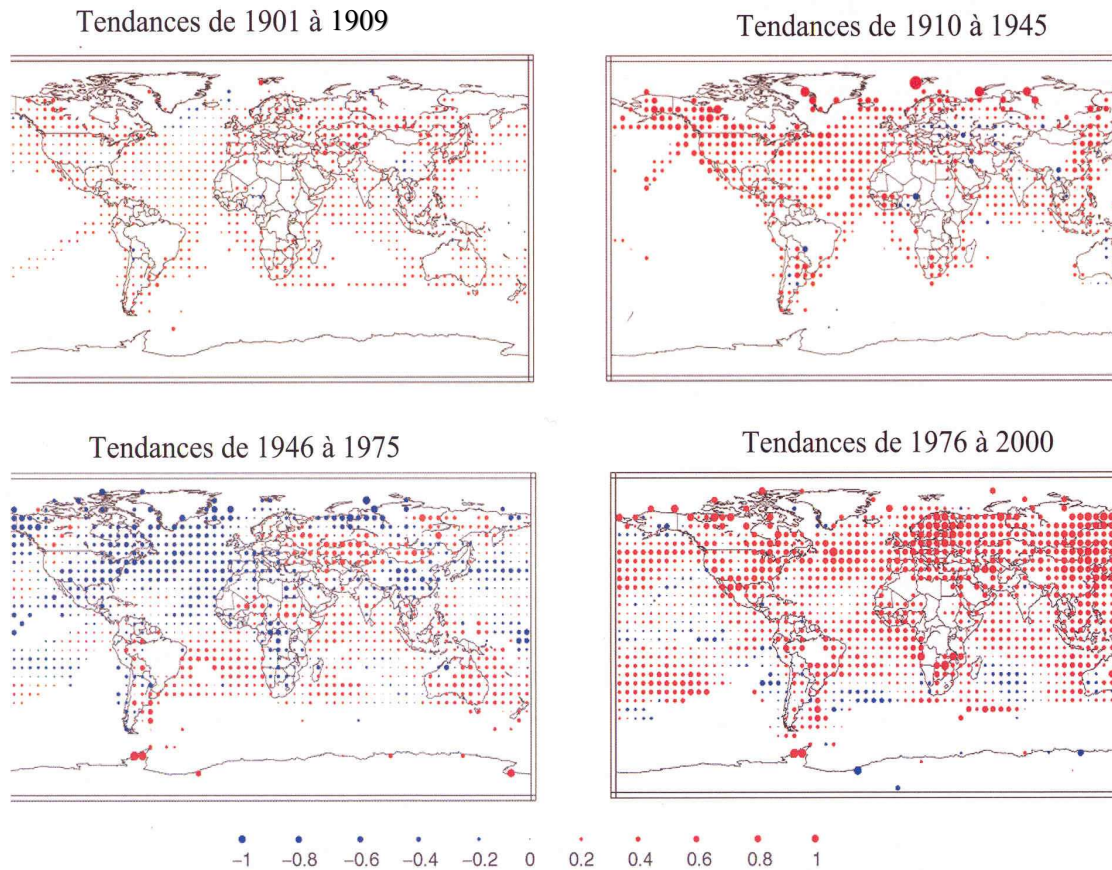 Tendances de 1901 à 1909
Tendances de 1910 à 1945
Tendances de 1946 à 1975
Tendances de 1976 à 2000
−1 −0.8 −0.6 −0.4 −0.2 0 0.2 0.4 0.6 0.8 1